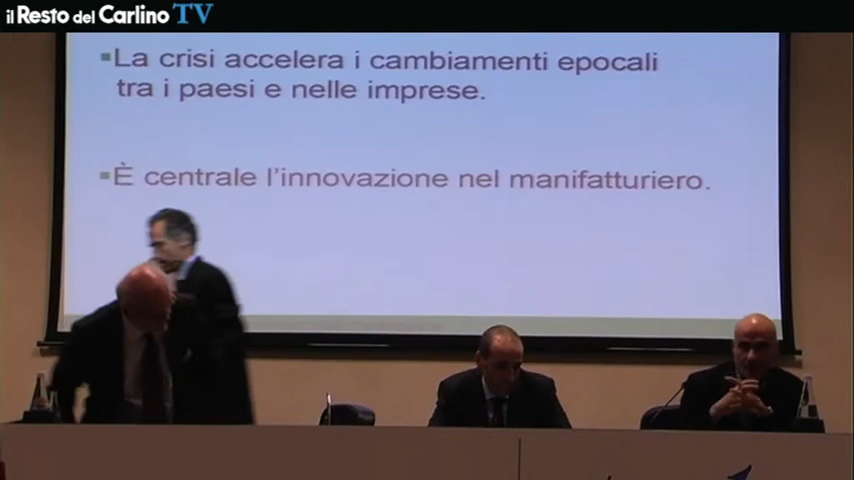 il Resto del Carlino TV
La crisi accelera i cambiamenti epocali
tra i paesi e nelle imprese.
È centrale l'innovazione nel manifatturiero.